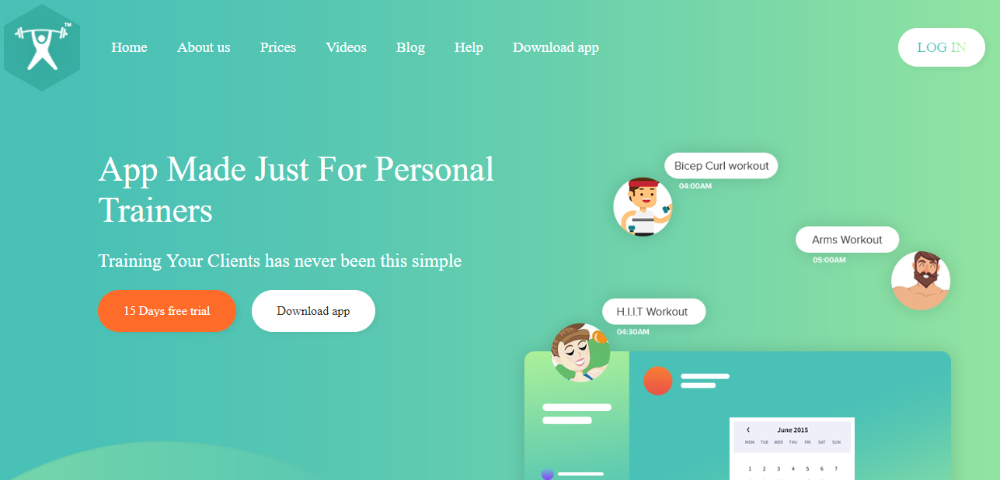 TM
Home
About us
Prices
Videos
Blog
Help
Download app
LOG IN
App Made Just For Personal
Trainers
Training Your Clients has never been this simple
15 Days free trial
Download app
Bicep Curl workout
04:00AM
Arms Workout
05:00AM
H.I.I.T Workout
04:30AM
June 2015
MON TUE WED THU FRI SAT SUN
1 2 3 4 5 6 7